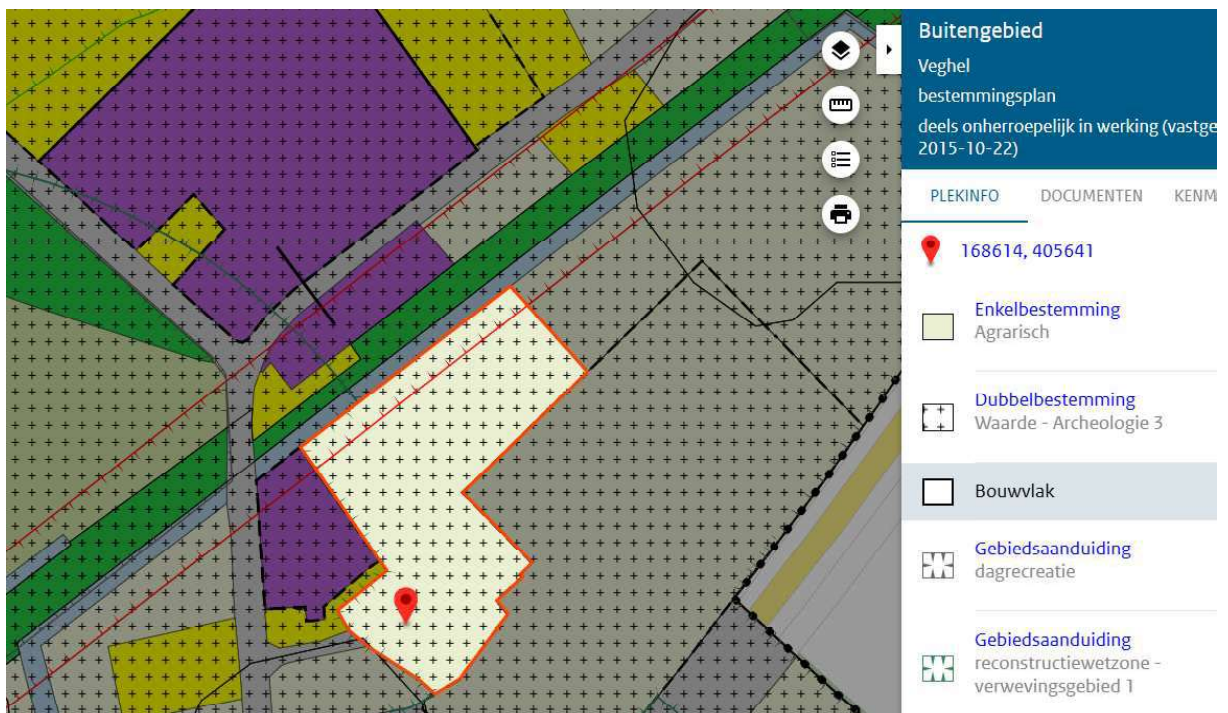 Buitengebied
Veghel
bestemmingsplan
deels onherroepelijk in werking (vastge
2015-10-22)
PLEKINFO DOCUMENTEN KENM
168614, 405641
Enkelbestemming
Agrarisch
Dubbelbestemming
Waarde - Archeologie 3
Bouwvlak
Gebiedsaanduiding
dagrecreatie
Gebiedsaanduiding
reconstructiewetzone -
verwevingsgebied 1